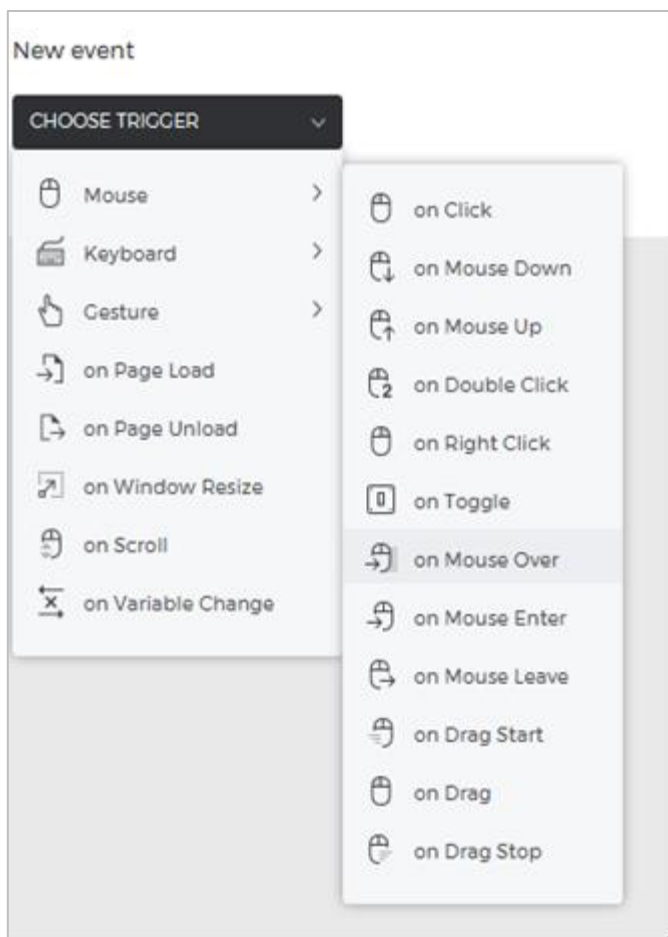 New event
CHOOSE TRIGGER
Mouse
Keyboard
Gesture
on Page Load
on Page Unload
on Window Resize
on Scroll
on Variable Change
on Click
on Mouse Down
on Mouse Up
on Double Click
on Right Click
on Toggle
on Mouse Over
on Mouse Enter
on Mouse Leave
on Drag Start
on Drag
on Drag Stop